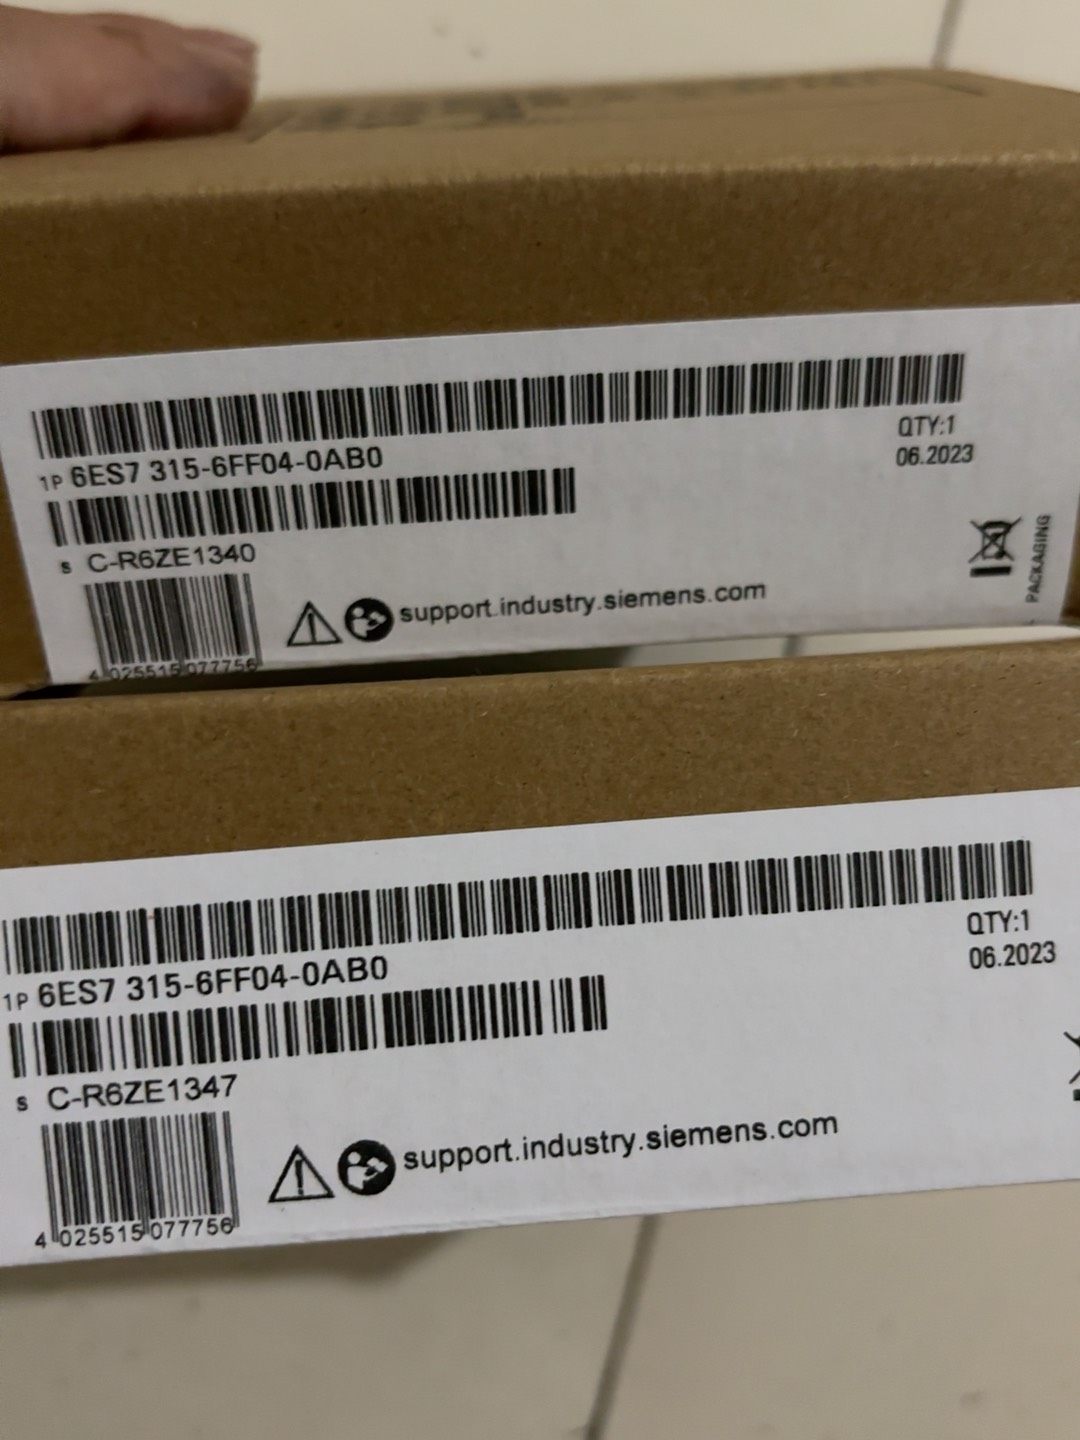 1P 6ES7 315-6FF04-0AB0
QTY:1
06.2023
S C-R6ZE1340
support.industry.siemens.com
PACKAGING
4 025515 077756
1P 6ES7 315-6FF04-0AB0
QTY:1
06.2023
S C-R6ZE1347
support.industry.siemens.com
4 025515 077756